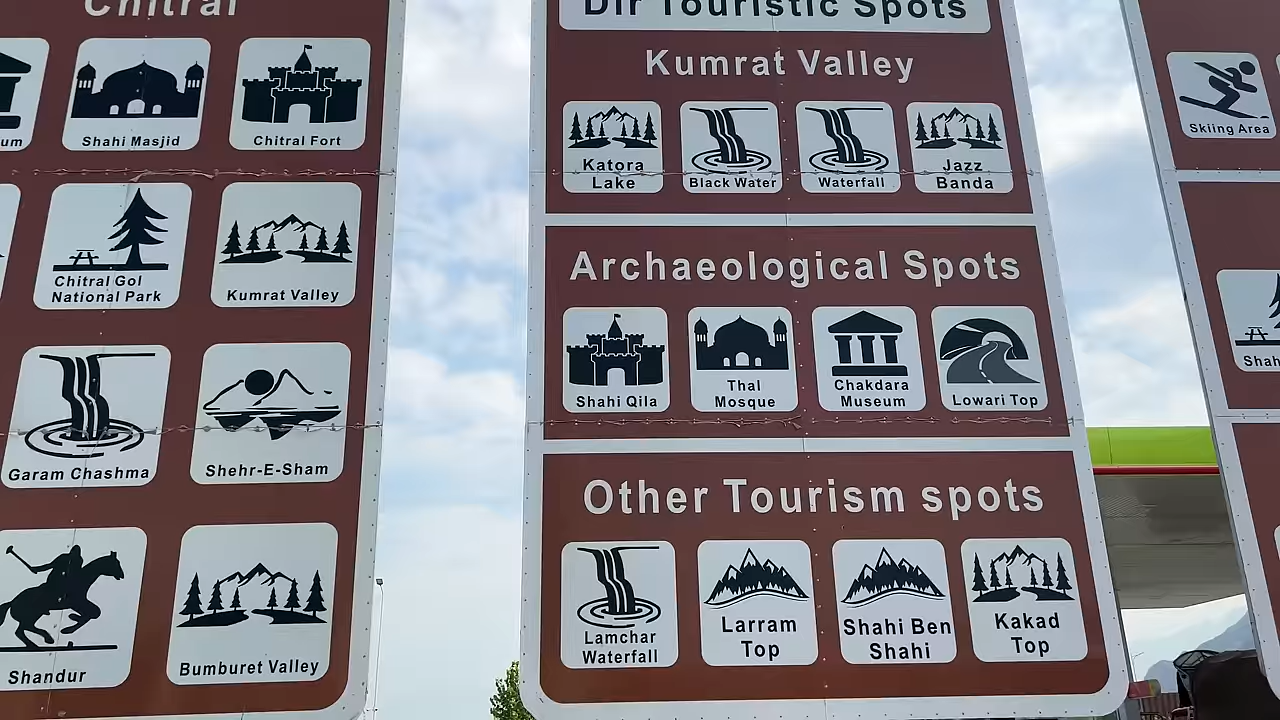 Chitral
Shahi Masjid
Chitral Fort
Chitral Gol
National Park
Kumrat Valley
Garam Chashma
Shehr-E-Sham
Shandur
Bumburet Valley
Dir Touristic Spots
Kumrat Valley
Katora
Lake
Black Water
Waterfall
Jazz
Banda
Archaeological Spots
Shahi Qila
Thal
Mosque
Chakdara
Museum
Lowari Top
Other Tourism spots
Lamchar
Waterfall
Larram
Top
Shahi Ben
Shahi
Kakad
Top
Skiing Area